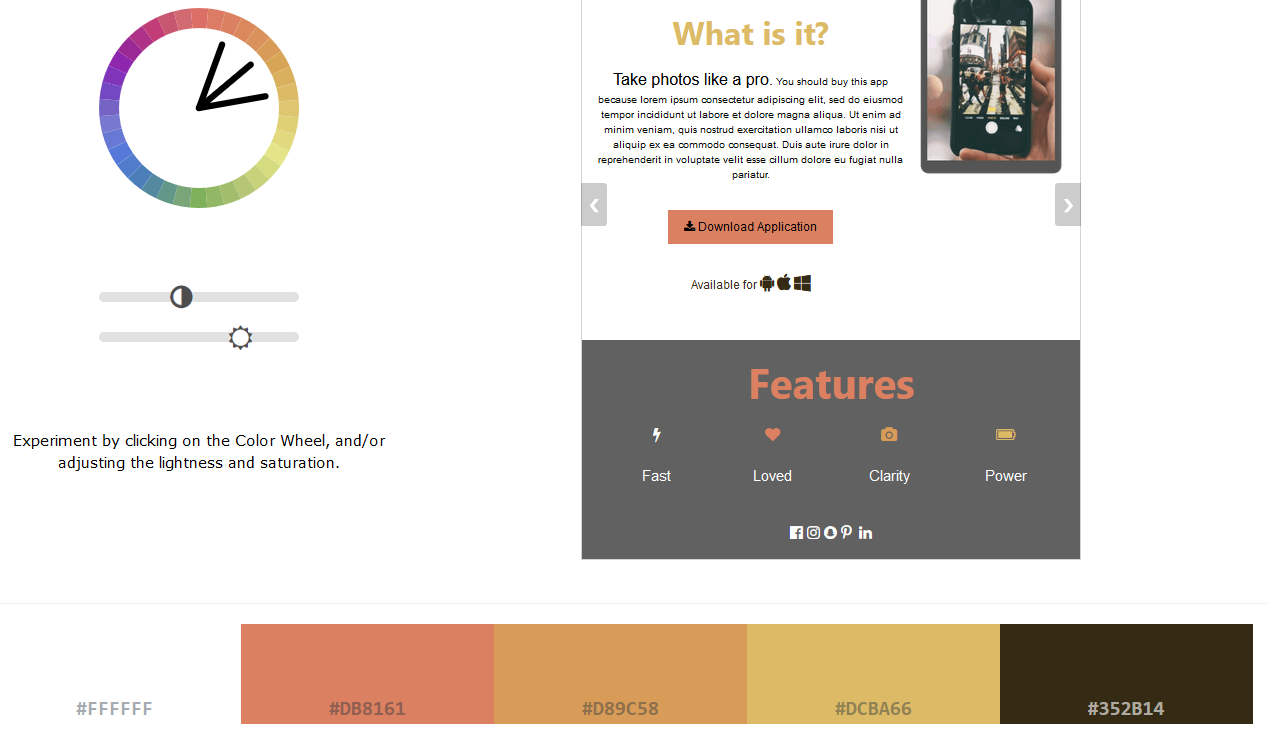 What is it?
Take photos like a pro. You should buy this app
because lorem ipsum consectetur adipiscing elit, sed do eiusmod
tempor incididunt ut labore et dolore magna aliqua. Ut enim ad
minim veniam, quis nostrud exercitation ullamco laboris nisi ut
aliquip ex ea commodo consequat. Duis aute irure dolor in
reprehenderit in voluptate velit esse cillum dolore eu fugiat nulla
pariatur.
Download Application
Available for
Experiment by clicking on the Color Wheel, and/or
adjusting the lightness and saturation.
Features
Fast Loved Clarity Power
#FFFFFF #DB8161 #D89C58 #DCBA66 #352B14